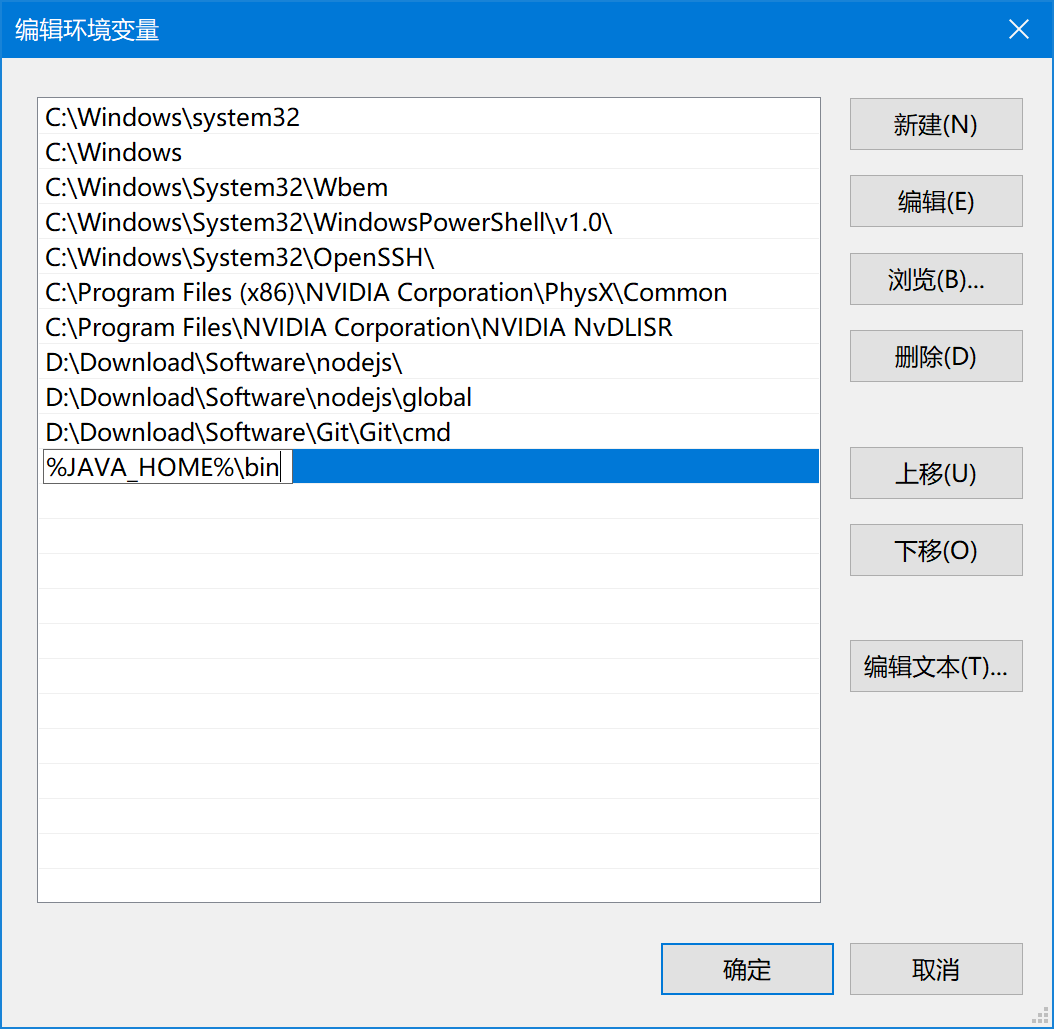 编辑环境变量
C:\Windows\system32
C:\Windows
C:\Windows\System32\Wbem
C:\Windows\System32\WindowsPowerShell\v1.0\
C:\Windows\System32\OpenSSH\
C:\Program Files (x86)\NVIDIA Corporation\PhysX\Common
C:\Program Files\NVIDIA Corporation\NVIDIA NvDLISR
D:\Download\Software\nodejs\
D:\Download\Software\nodejs\global
D:\Download\Software\Git\Git\cmd
%JAVA_HOME%\bin
新建(N)
编辑(E)
浏览(B)...
删除(D)
上移(U)
下移(O)
编辑文本(T)...
确定
取消